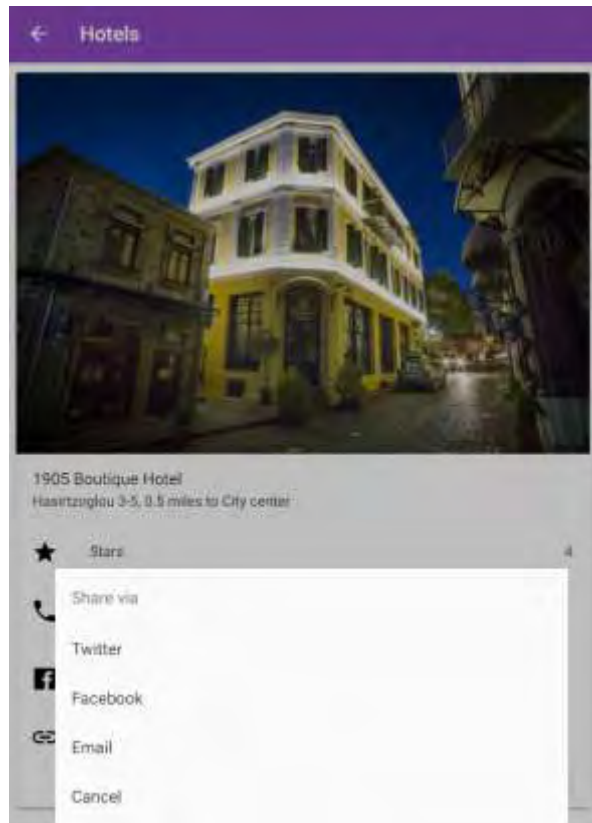 Hotels
1905 Boutique Hotel
Hasirtzoglou 3-5, 0.5 miles to City center
Stars 4
Share via
Twitter
Facebook
Email
Cancel